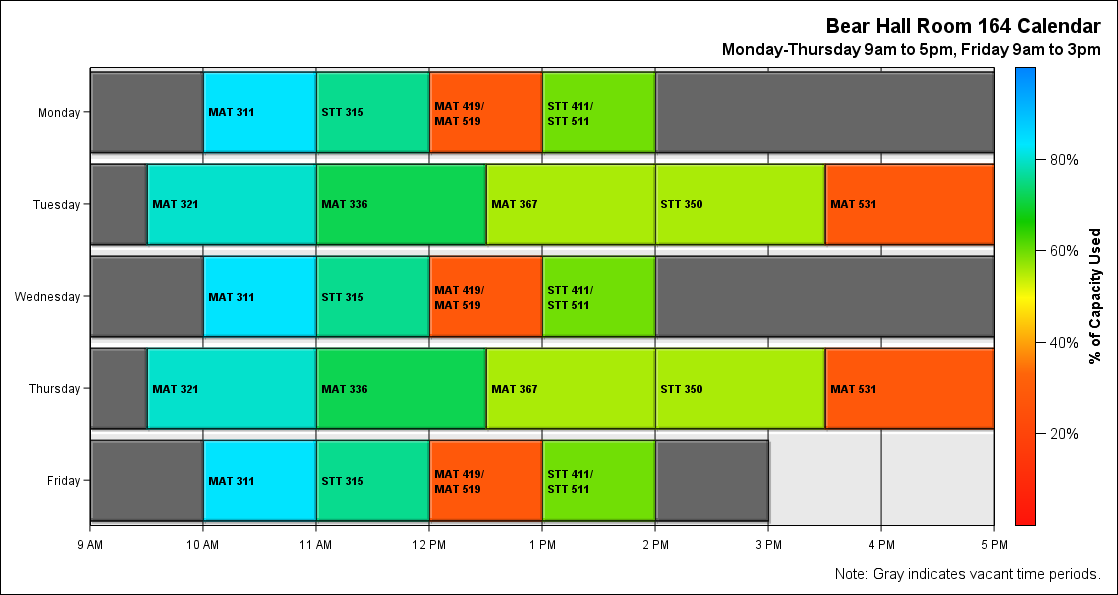 Bear Hall Room 164 Calendar
Monday-Thursday 9am to 5pm, Friday 9am to 3pm
Monday
MAT 311
STT 315
MAT 419/
MAT 519
STT 411/
STT 511
Tuesday
MAT 321
MAT 336
MAT 367
STT 350
MAT 531
Wednesday
MAT 311
STT 315
MAT 419/
MAT 519
STT 411/
STT 511
Thursday
MAT 321
MAT 336
MAT 367
STT 350
MAT 531
Friday
MAT 311
STT 315
MAT 419/
MAT 519
STT 411/
STT 511
9 AM
10 AM
11 AM
12 PM
1 PM
2 PM
3 PM
4 PM
5 PM
80%
60%
40%
20%
% of Capacity Used
Note: Gray indicates vacant time periods.